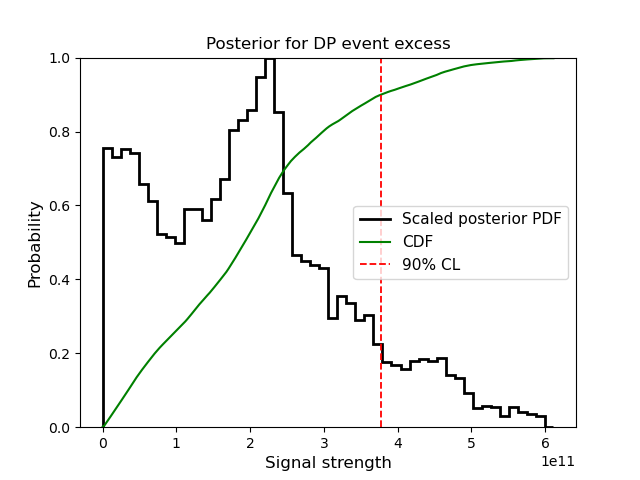 Posterior for DP event excess
1.0
0.8
0.6
0.4
0.2
0.0
Probability
Scaled posterior PDF
CDF
90% CL
0 1 2 3 4 5 6
1e11
Signal strength